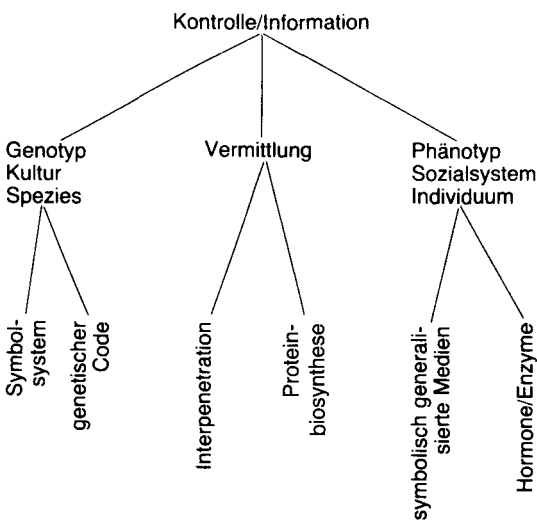 Kontrolle/Information
Genotyp
Kultur
Spezies
Vermittlung
Phänotyp
Sozialsystem
Individuum
Symbol-
system
genetischer
Code
Interpenetration
Protein-
biosynthese
symbolisch generali-
sierte Medien
Hormone/Enzyme